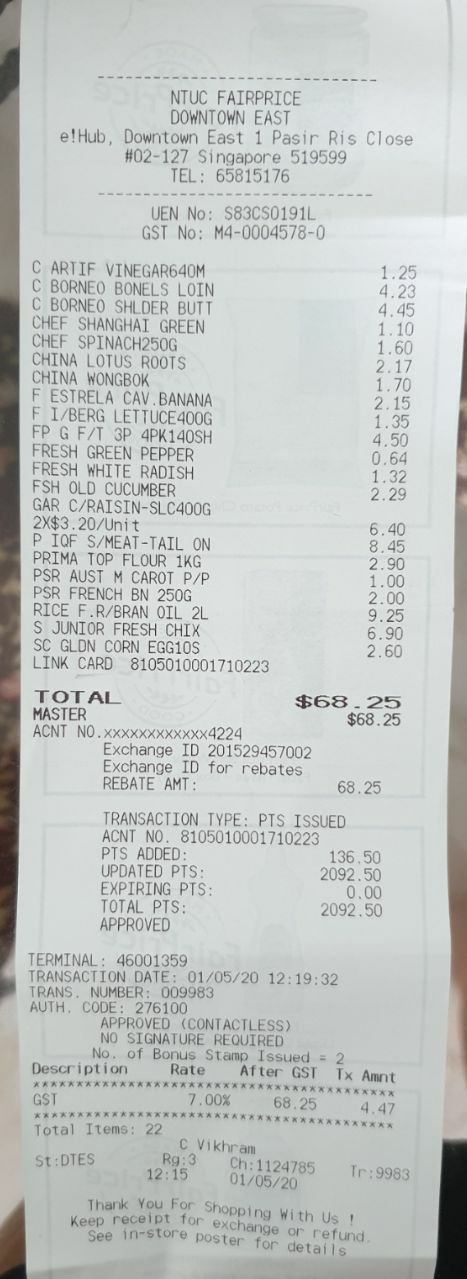 --------------------------------
NTUC FAIRPRICE
DOWNTOWN EAST
e!Hub, Downtown East 1 Pasir Ris Close
#02-127 Singapore 519599
TEL: 65815176
--------------------------------
UEN No: S83CS0191L
GST No: M4-0004578-0
C ARTIF VINEGAR640M 1.25
C BORNEO BONELS LOIN 4.23
C BORNEO SHLDER BUTT 4.45
CHEF SHANGHAI GREEN 1.10
CHEF SPINACH250G 1.60
CHINA LOTUS ROOTS 2.17
CHINA WONGBOK 1.70
F ESTRELA CAV.BANANA 2.15
F I/BERG LETTUCE400G 1.35
FP G F/T 3P 4PK140SH 4.50
FRESH GREEN PEPPER 0.64
FRESH WHITE RADISH 1.32
FSH OLD CUCUMBER 2.29
GAR C/RAISIN-SLC400G
2X$3.20/Unit 6.40
P IQF S/MEAT-TAIL ON 8.45
PRIMA TOP FLOUR 1KG 2.90
PSR AUST M CAROT P/P 1.00
PSR FRENCH BN 250G 2.00
RICE F.R/BRAN OIL 2L 9.25
S JUNIOR FRESH CHIX 6.90
SC GLDN CORN EGG10S 2.60
LINK CARD 8105010001710223
TOTAL $68.25
MASTER $68.25
ACNT NO.xxxxxxxxxxxx4224
Exchange ID 201529457002
Exchange ID for rebates
REBATE AMT: 68.25
TRANSACTION TYPE: PTS ISSUED
ACNT NO. 8105010001710223
PTS ADDED: 136.50
UPDATED PTS: 2092.50
EXPIRING PTS: 0.00
TOTAL PTS: 2092.50
APPROVED
TERMINAL: 46001359
TRANSACTION DATE: 01/05/20 12:19:32
TRANS. NUMBER: 009983
AUTH. CODE: 276100
APPROVED (CONTACTLESS)
NO SIGNATURE REQUIRED
No. of Bonus Stamp Issued = 2
Description Rate After GST Tx Amnt
****************************************
GST 7.00% 68.25 4.47
****************************************
Total Items: 22
C Vikhram
St:DTES Rg:3 Ch:1124785 Tr:9983
12:15 01/05/20
Thank You For Shopping With Us !
Keep receipt for exchange or refund.
See in-store poster for details